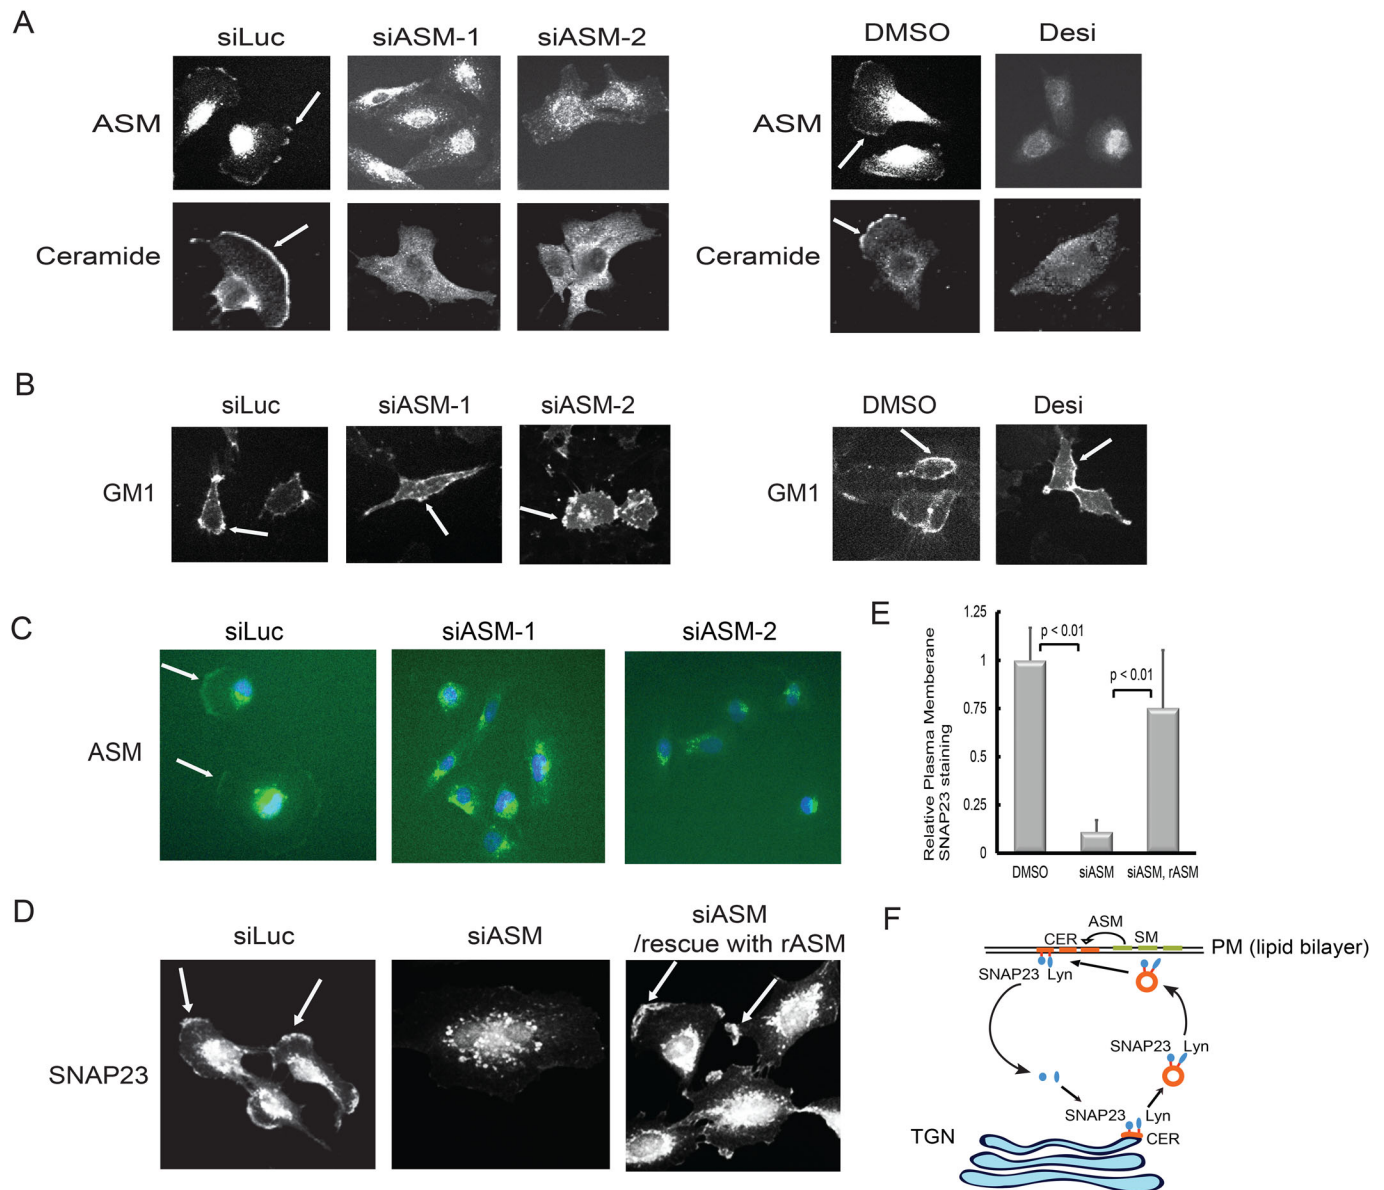 A
siLuc siASM-1 siASM-2 DMSO Desi
ASM ASM
Ceramide Ceramide
B
siLuc siASM-1 siASM-2 DMSO Desi
GM1 GM1
C
siLuc siASM-1 siASM-2
ASM
E
Relative Plasma Memberane
SNAP23 staining
1.25
1
0.75
0.25
0
p < 0.01
p < 0.01
DMSO siASM siASM, rASM
D
siLuc siASM siASM
/rescue with rASM
SNAP23
F
ASM
CER SM
PM (lipid bilayer)
SNAP23 Lyn
SNAP23 Lyn
SNAP23 Lyn
TGN CER